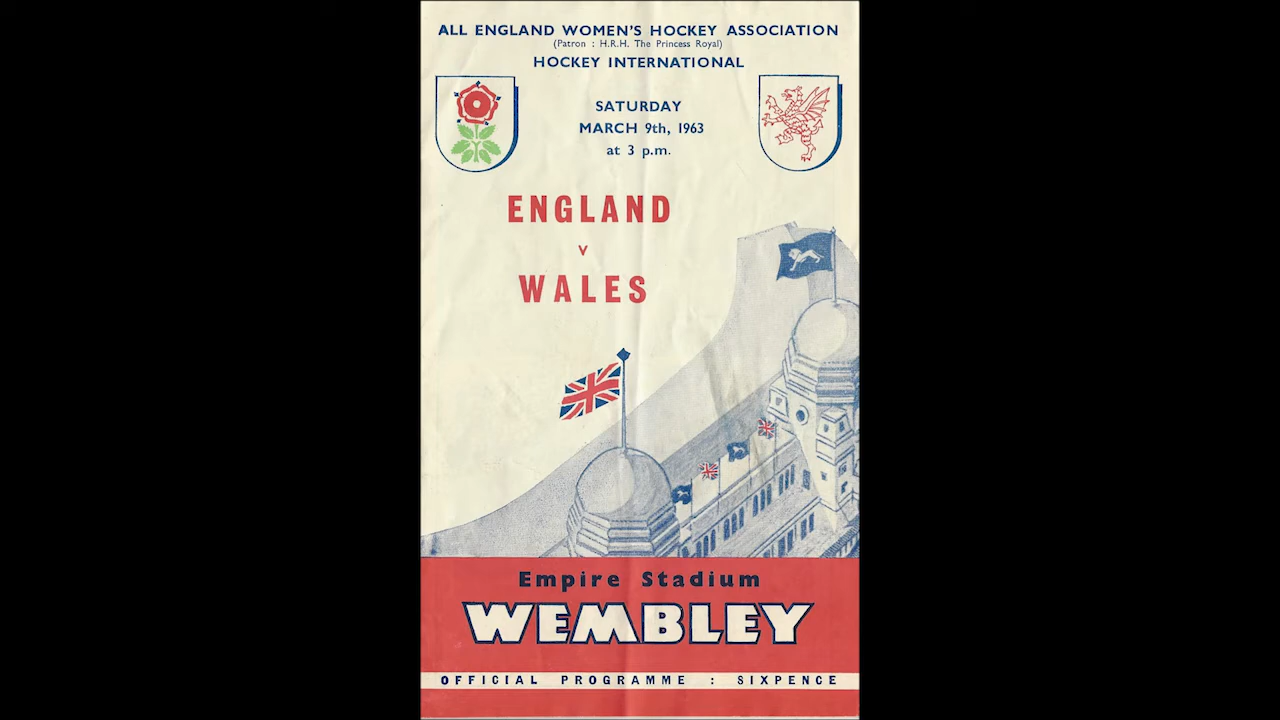 ALL ENGLAND WOMEN'S HOCKEY ASSOCIATION
(Patron : H.R.H. The Princess Royal)
HOCKEY INTERNATIONAL
SATURDAY
MARCH 9th, 1963
at 3 p.m.
ENGLAND
v
WALES
Empire Stadium
WEMBLEY
OFFICIAL PROGRAMME : SIXPENCE